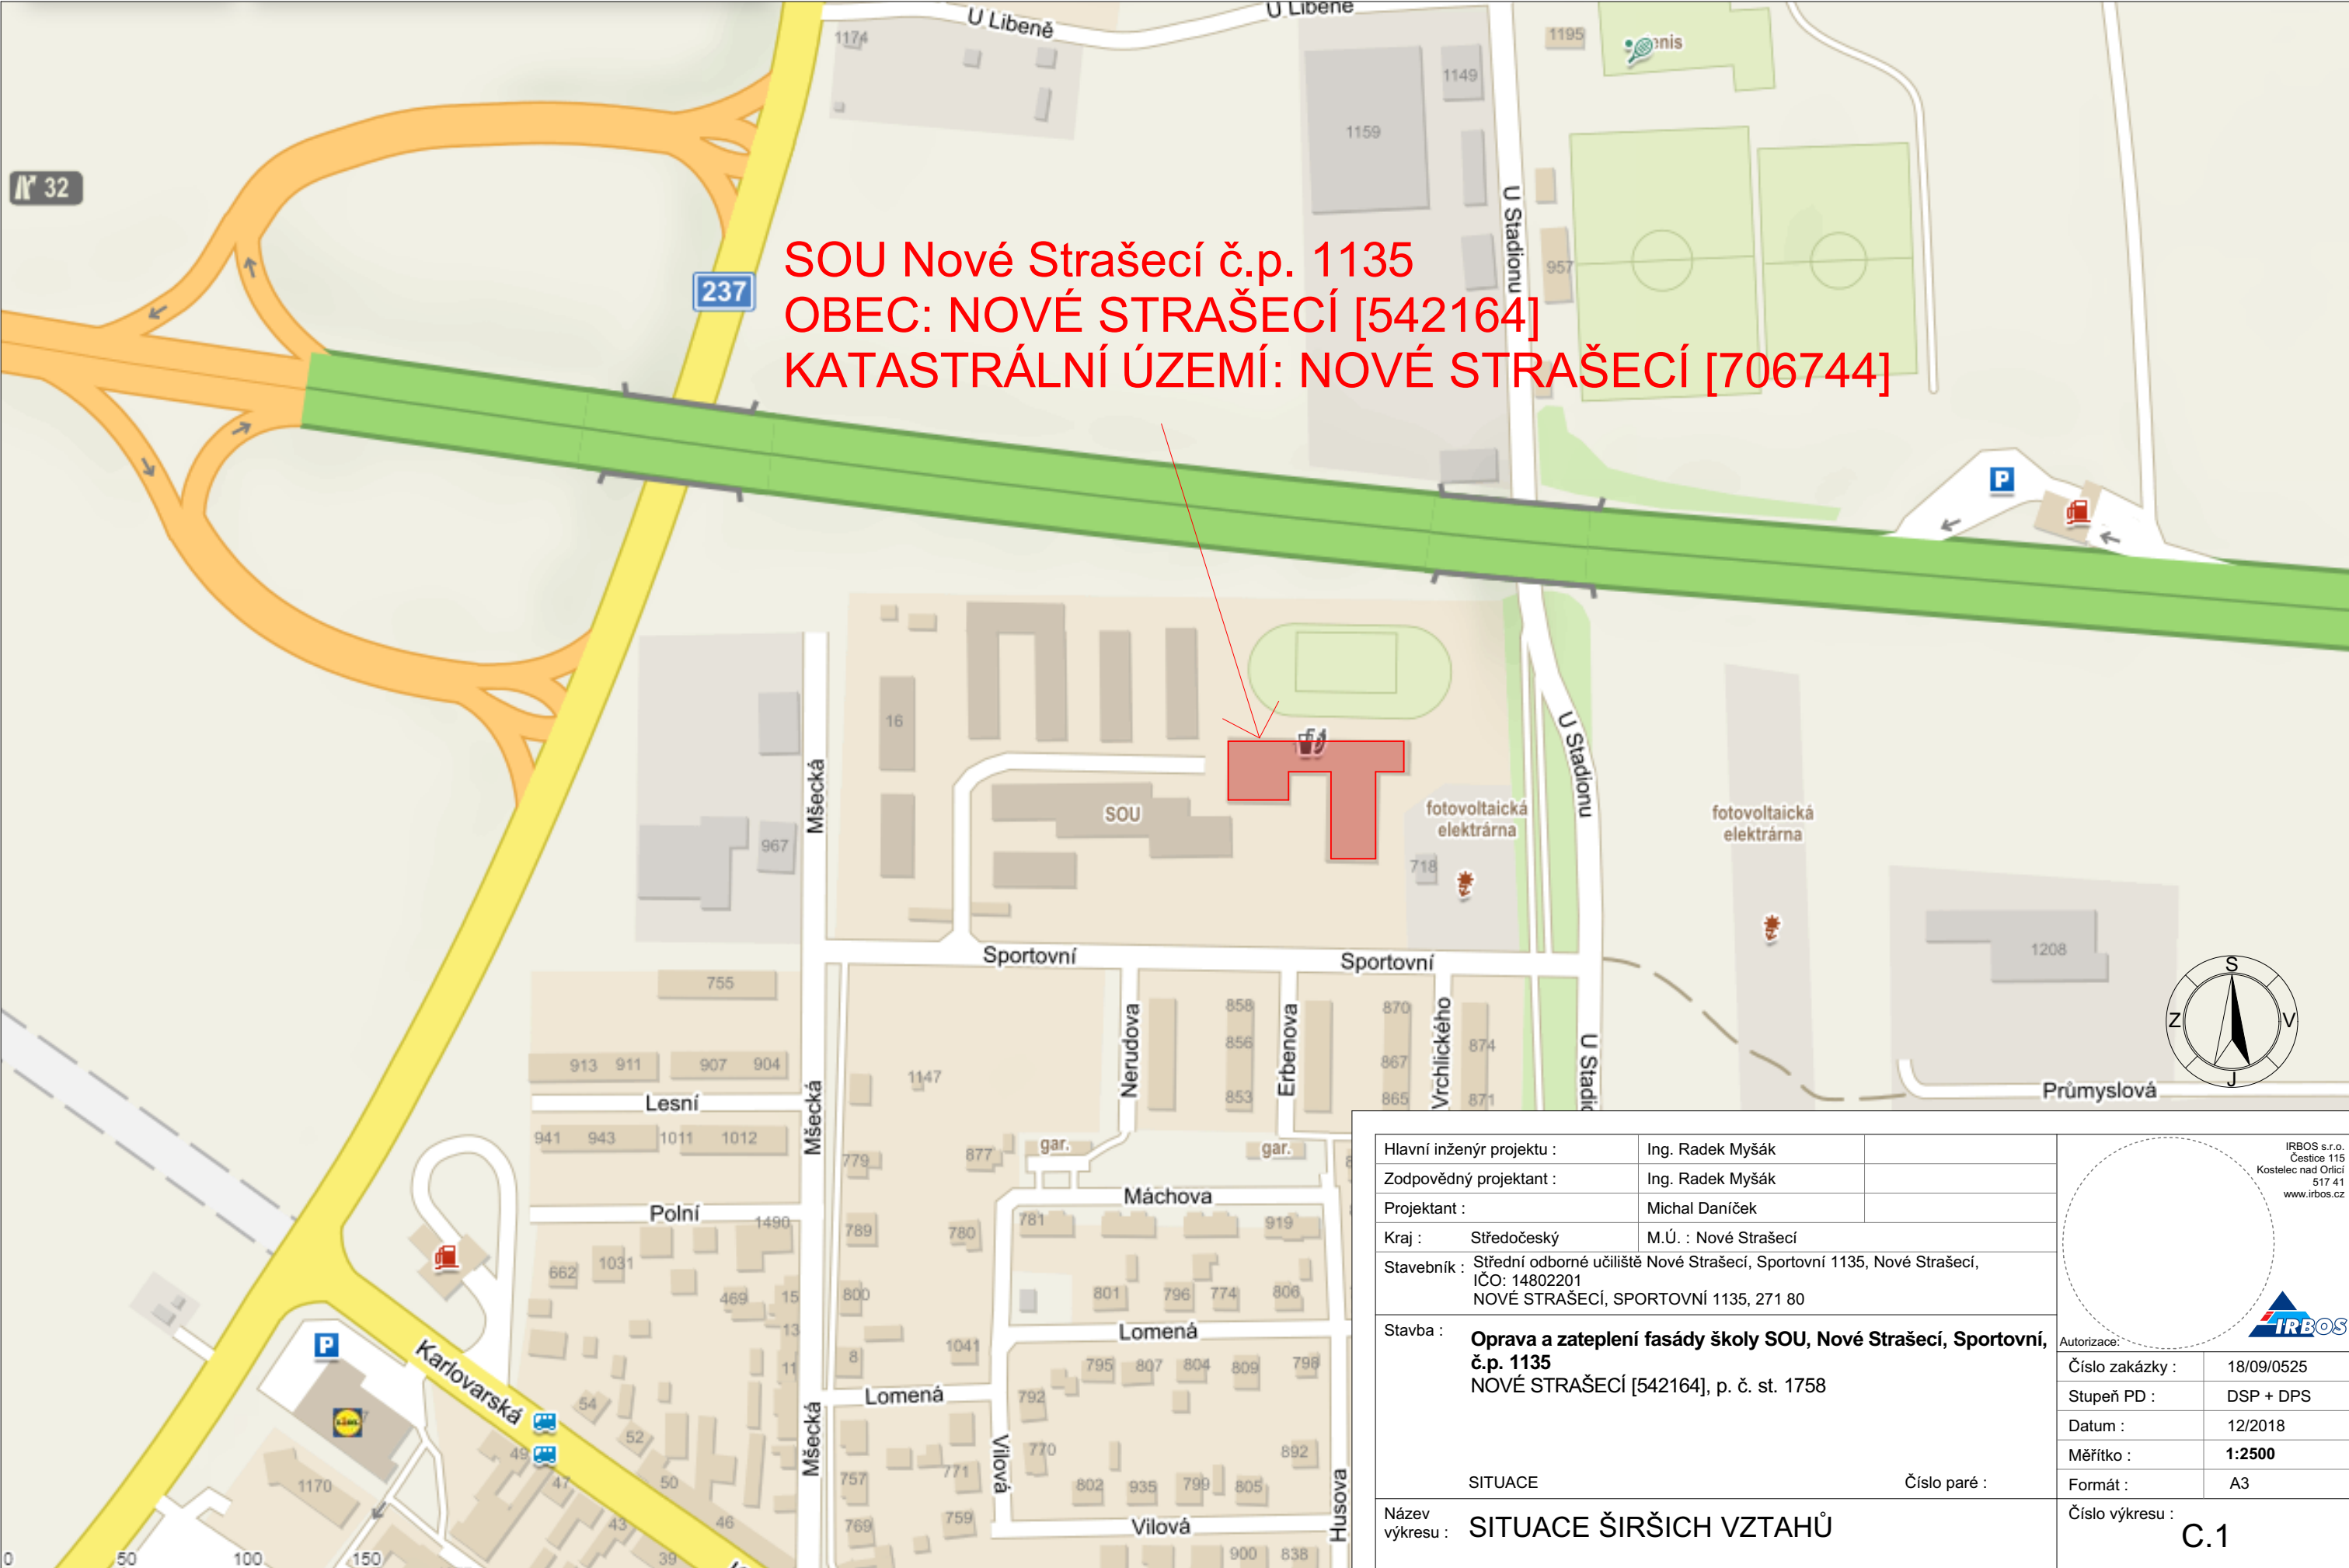 U Libeně
U Libeně
1174
1149
1195
1159
32
237
U Stadionu
957
SOU Nové Strašecí č.p. 1135
OBEC: NOVÉ STRAŠECÍ [542164]
KATASTRÁLNÍ ÚZEMÍ: NOVÉ STRAŠECÍ [706744]
P
16
Mšecká
SOU
967
fotovoltaická
elektrárna
718
U Stadionu
fotovoltaická
elektrárna
1208
Sportovní
Sportovní
755
913 911 907 904
Lesní
941 943 1011 1012
Mšecká
1147
Nerudova
858
856
853
Erbenova
870
867
865
Vrchlického
874
871
Průmyslová
S
Z
V
J
779
877
gar.
gar.
Máchova
Polní
1490
789
780
781
919
662
1031
469
15
13
11
800
8
1041
801 796 774 806
Lomená
795 807 804 809 798
P
Karlovarská
Lomená
792
54
52
49
47
50
43
46
39
1170
Mšecká
757
769
771
759
Vilová
770
892
802 935 799 805
Vilová
900 838
Husova
0 50 100 150
Hlavní inženýr projektu : Ing. Radek Myšák
Zodpovědný projektant : Ing. Radek Myšák
Projektant : Michal Daníček
Kraj : Středočeský M.Ú. : Nové Strašecí
Stavebník : Střední odborné učiliště Nové Strašecí, Sportovní 1135, Nové Strašecí,
IČO: 14802201
NOVÉ STRAŠECÍ, SPORTOVNÍ 1135, 271 80
Stavba : Oprava a zateplení fasády školy SOU, Nové Strašecí, Sportovní,
č.p. 1135
NOVÉ STRAŠECÍ [542164], p. č. st. 1758
SITUACE Číslo paré :
Název
výkresu : SITUACE ŠIRŠICH VZTAHŮ
IRBOS s.r.o.
Čestice 115
Kostelec nad Orlicí
517 41
www.irbos.cz
IRBOS
Autorizace:
Číslo zakázky : 18/09/0525
Stupeň PD : DSP + DPS
Datum : 12/2018
Měřítko : 1:2500
Formát : A3
Číslo výkresu :
C.1